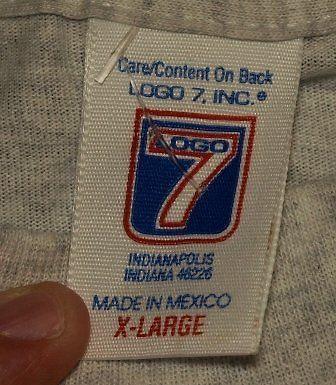 Care/Content On Back
LOGO 7, INC.®
LOGO
7
INDIANAPOLIS
INDIANA 46226
MADE IN MEXICO
X-LARGE